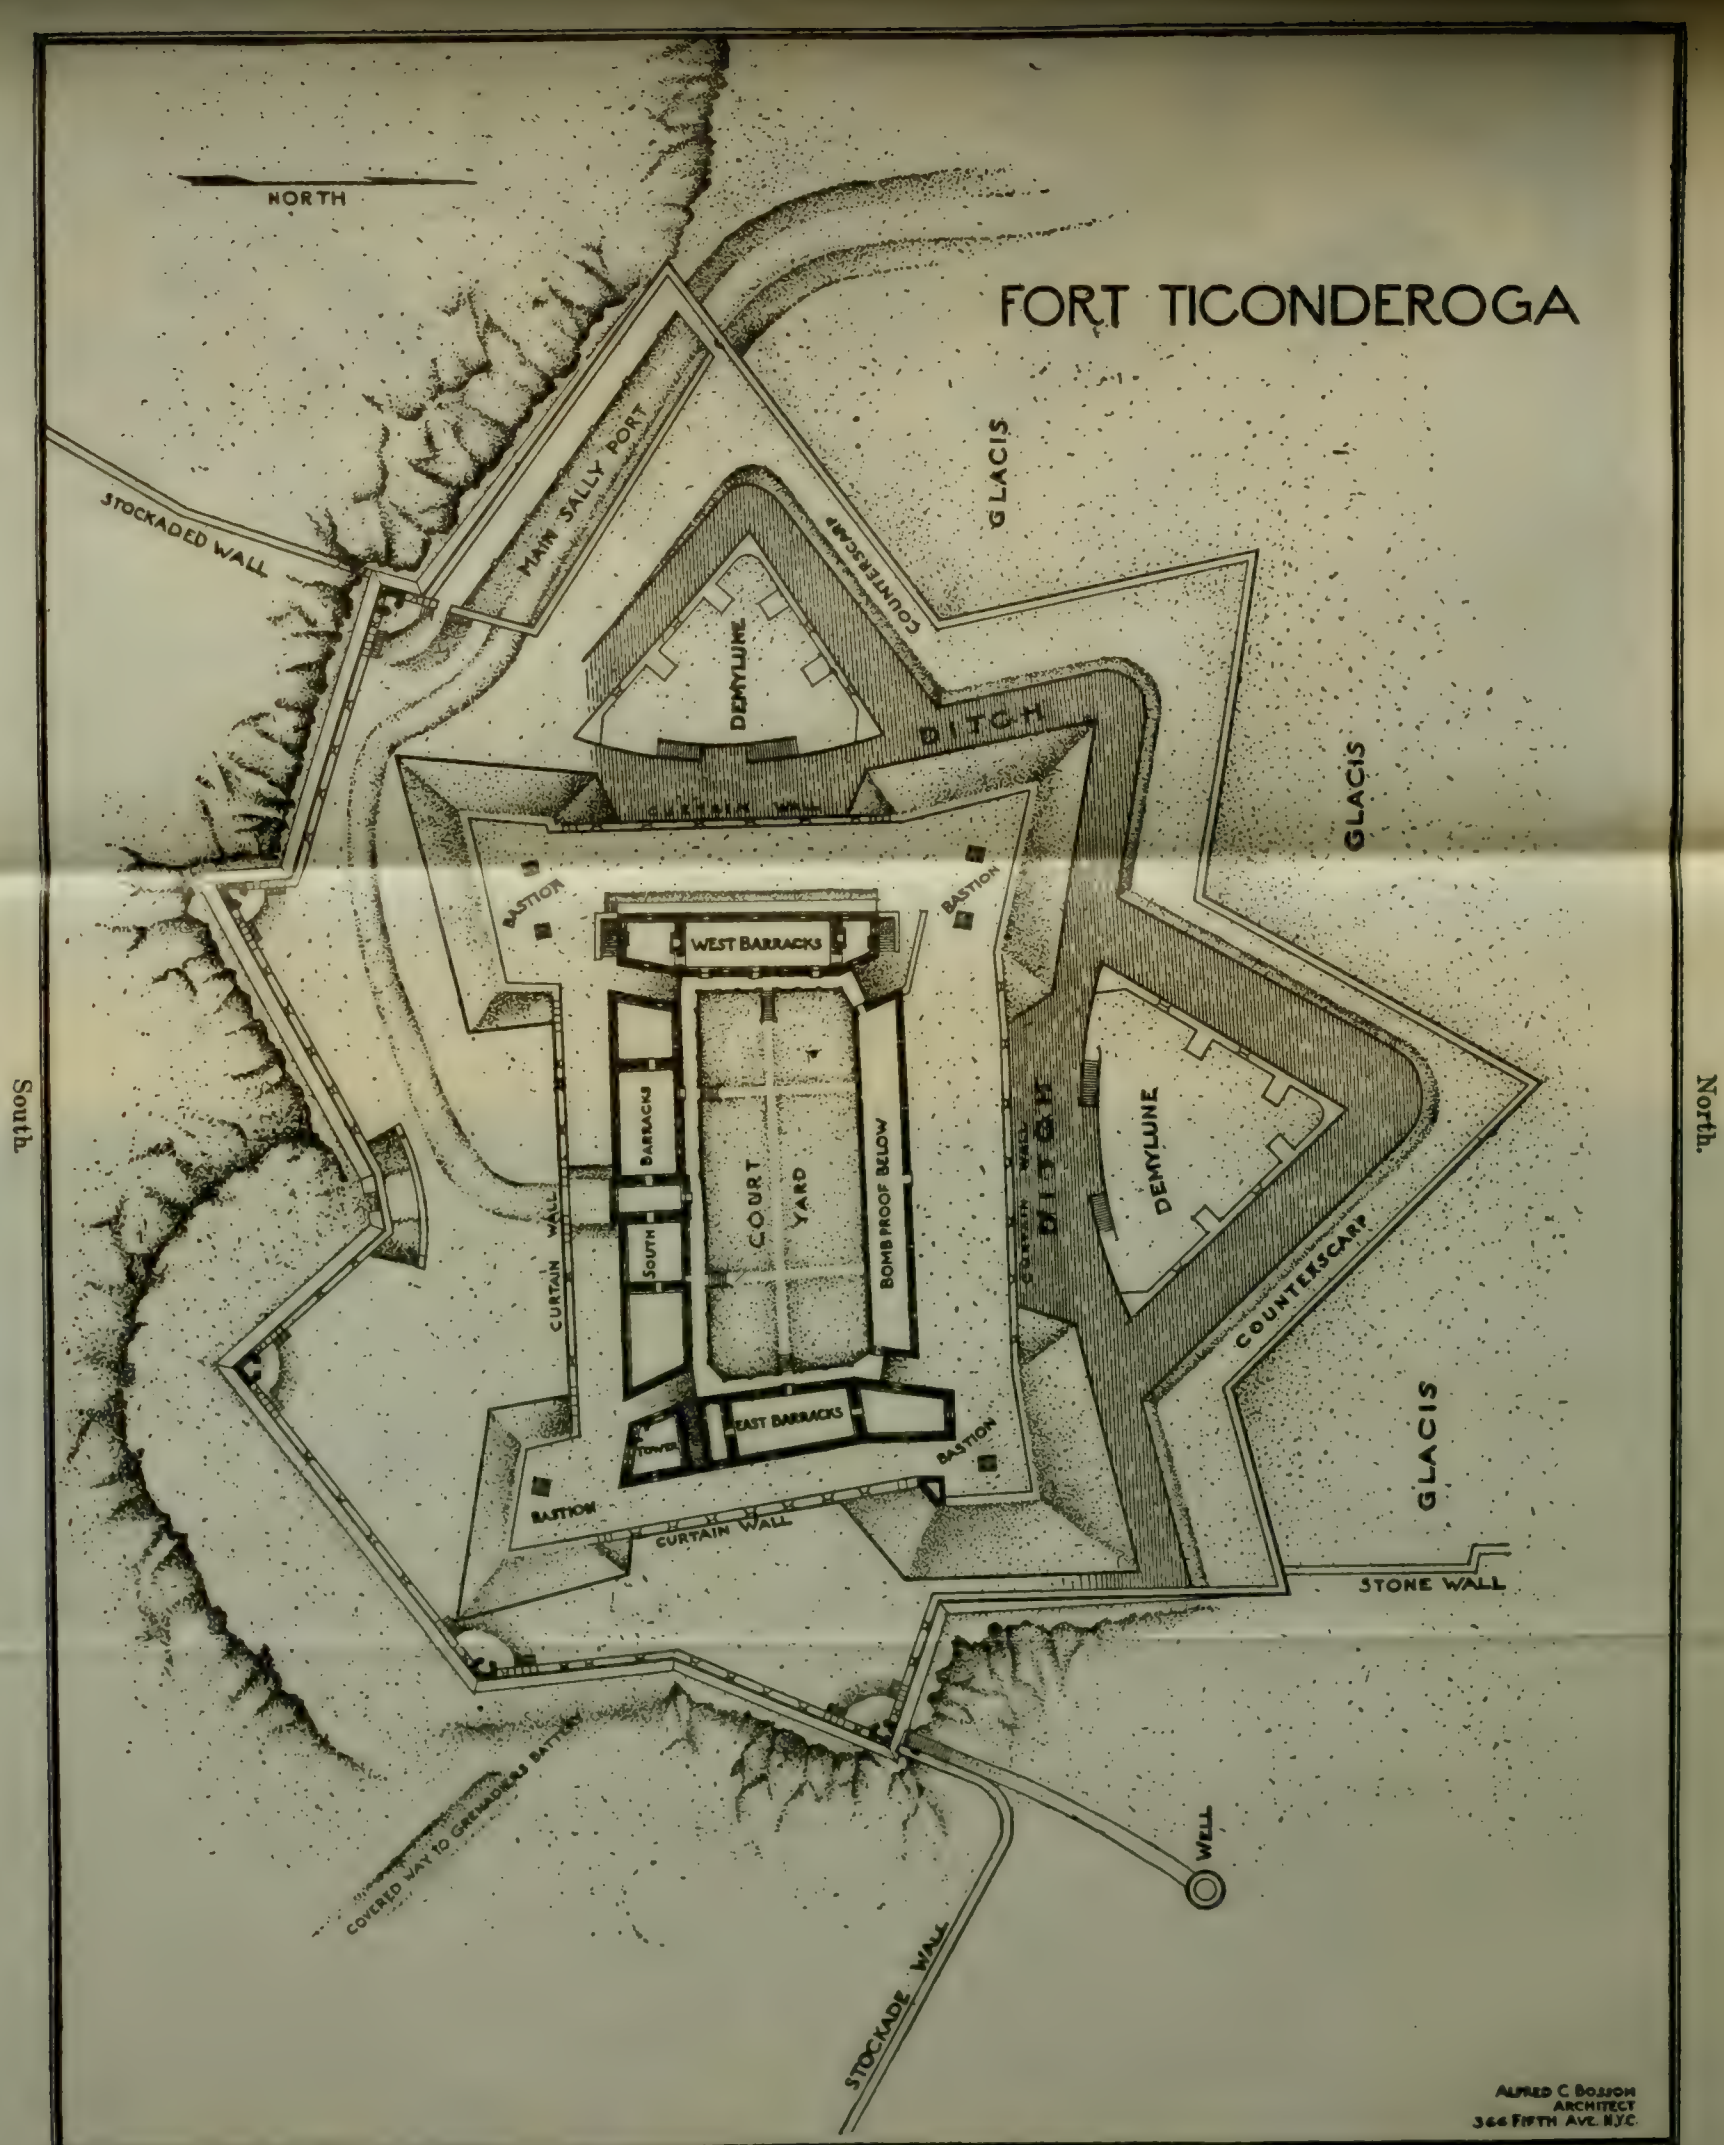 NORTH
FORT TICONDEROGA
GLACIS
STOCKADED WALL
MAIN SALLY PORT
COUNTERSCARP
DEMYLUNE
DITCH
GLACIS
CURTAIN WALL
BASTION
BASTION
WEST BARRACKS
South.
North.
BARRACKS
SOUTH
COURT
YARD
BOMB PROOF BELOW
CURTAIN WALL
DITCH
DEMYLUNE
CURTAIN WALL
COUNTERSCARP
GLACIS
EAST BARRACKS
TOWER
BASTION
BASTION
CURTAIN WALL
STONE WALL
COVERED WAY TO GRENADIERS BATTERY
WELL
STOCKADE WALL
ALFRED C BOSSOM
ARCHITECT
366 FIFTH AVE. N.Y.C.